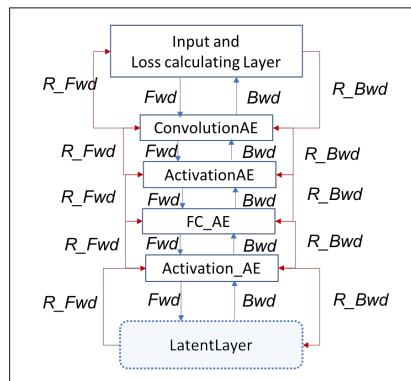 Input and
Loss calculating Layer
R_Fwd
Fwd
Bwd
R_Bwd
ConvolutionAE
R_Fwd
Fwd
Bwd
R_Bwd
ActivationAE
R_Fwd
Fwd
Bwd
R_Bwd
FC_AE
R_Fwd
Fwd
Bwd
R_Bwd
Activation_AE
R_Fwd
Fwd
Bwd
R_Bwd
LatentLayer